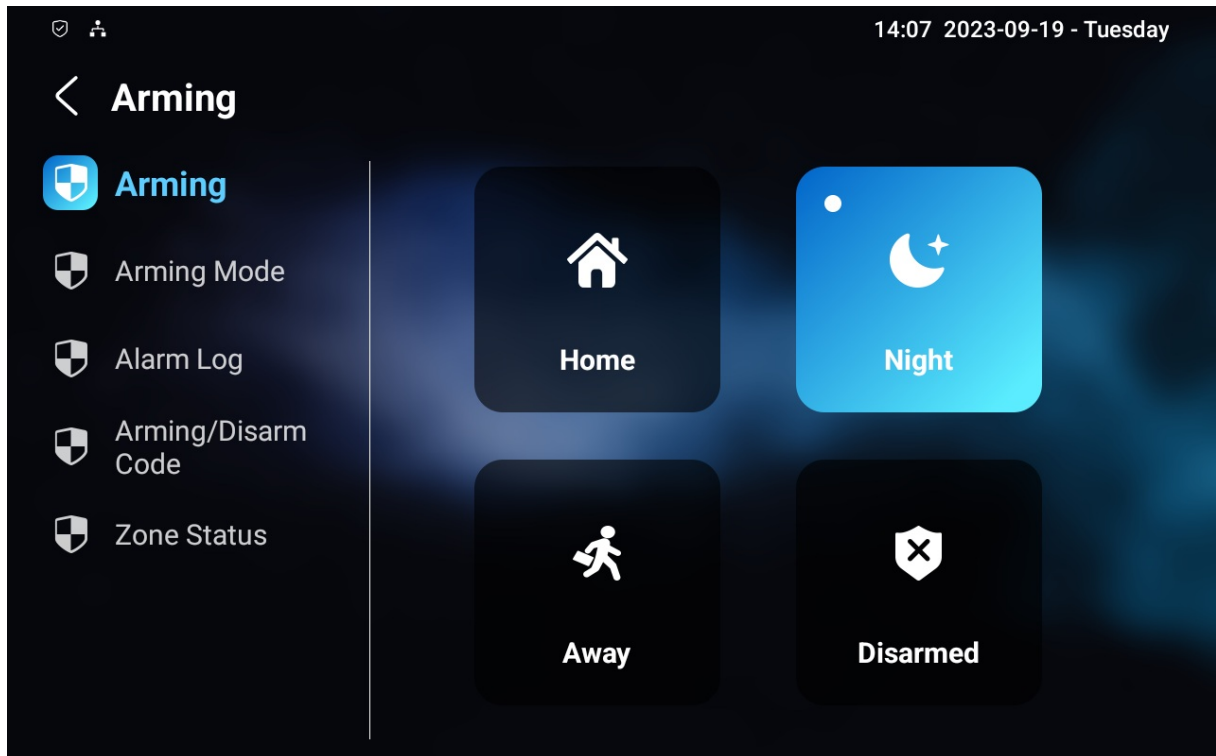 14:07 2023-09-19 - Tuesday
Arming
Arming
Arming Mode
Alarm Log
Arming/Disarm
Code
Zone Status
Home
Night
Away
Disarmed